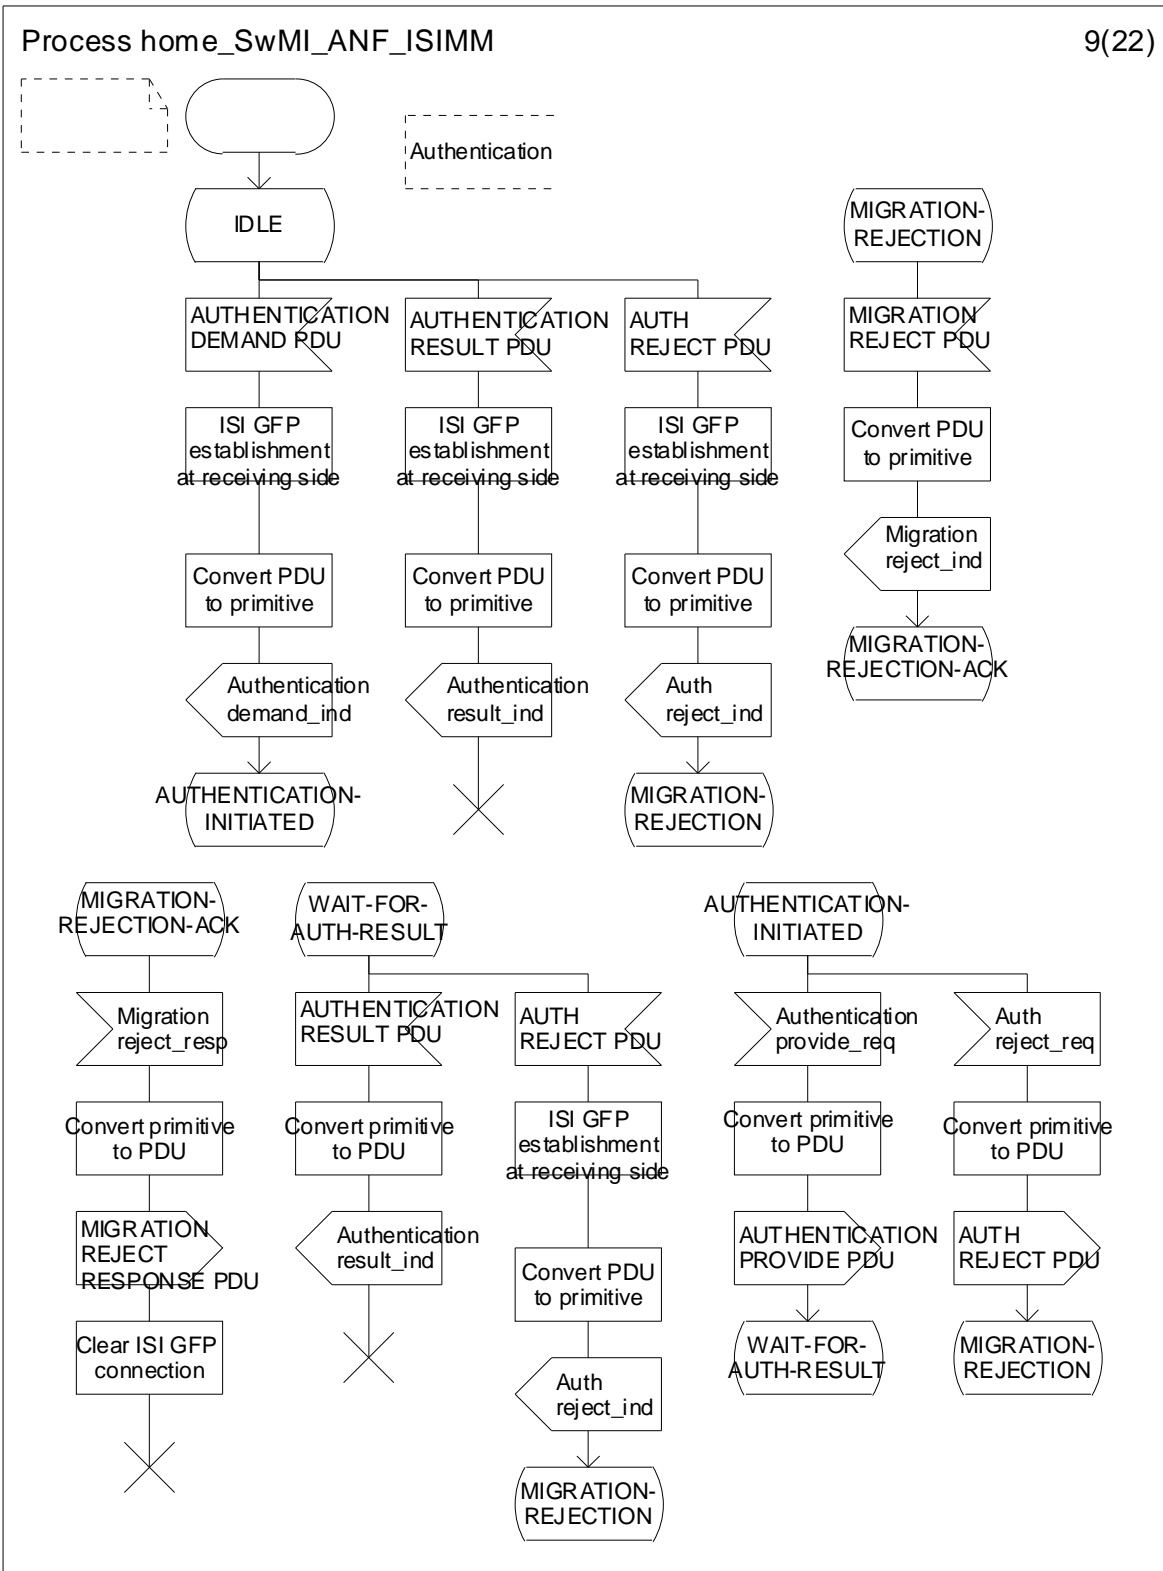 Process home_SwMI_ANF_ISIMM
9(22)
Authentication
IDLE
MIGRATION-
REJECTION
AUTHENTICATION
DEMAND PDU
AUTHENTICATION
RESULT PDU
AUTH
REJECT PDU
MIGRATION
REJECT PDU
ISI GFP
establishment
at receiving side
ISI GFP
establishment
at receiving side
ISI GFP
establishment
at receiving side
Convert PDU
to primitive
Migration
reject_ind
Convert PDU
to primitive
Convert PDU
to primitive
Convert PDU
to primitive
MIGRATION-
REJECTION-ACK
Authentication
demand_ind
Authentication
result_ind
Auth
reject_ind
AUTHENTICATION-
INITIATED
MIGRATION-
REJECTION
MIGRATION-
REJECTION-ACK
WAIT-FOR-
AUTH-RESULT
AUTHENTICATION-
INITIATED
Migration
reject_resp
AUTHENTICATION
RESULT PDU
AUTH
REJECT PDU
Authentication
provide_req
Auth
reject_req
Convert primitive
to PDU
Convert primitive
to PDU
ISI GFP
establishment
at receiving side
Convert primitive
to PDU
Convert primitive
to PDU
MIGRATION
REJECT
RESPONSE PDU
Authentication
result_ind
Convert PDU
to primitive
AUTHENTICATION
PROVIDE PDU
AUTH
REJECT PDU
Clear ISI GFP
connection
Auth
reject_ind
WAIT-FOR-
AUTH-RESULT
MIGRATION-
REJECTION
MIGRATION-
REJECTION